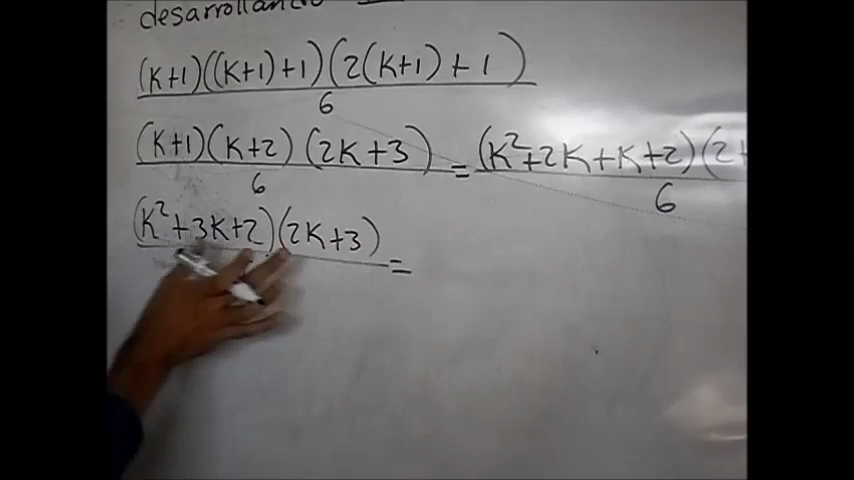 desarrollando
(k+1)((k+1)+1)(2(k+1)+1)
6
(k+1)(k+2)(2k+3) = (k²+2k+k+2)(2+
6 6
(k²+3k+2)(2k+3) =